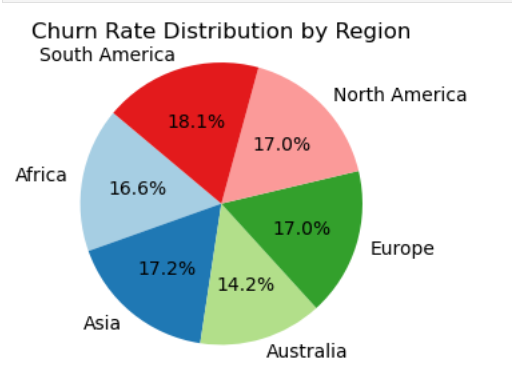 Churn Rate Distribution by Region
South America
18.1%
North America
17.0%
Africa
16.6%
17.0%
Europe
17.2%
14.2%
Asia
Australia